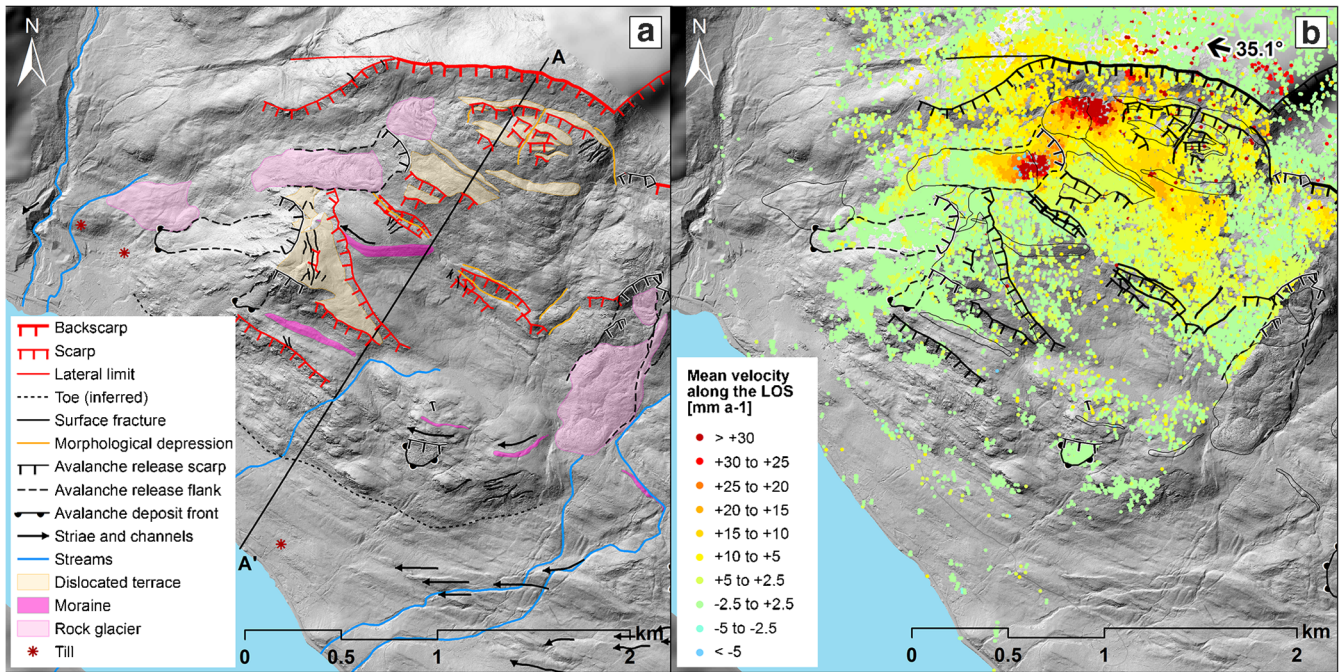 N
a
A
A'
Backscarp
Scarp
Lateral limit
Toe (inferred)
Surface fracture
Morphological depression
Avalanche release scarp
Avalanche release flank
Avalanche deposit front
Striae and channels
Streams
Dislocated terrace
Moraine
Rock glacier
Till
km
0 0.5 1 2
N
b
35.1°
Mean velocity
along the LOS
[mm a-1]
> +30
+30 to +25
+25 to +20
+20 to +15
+15 to +10
+10 to +5
+5 to +2.5
-2.5 to +2.5
-5 to -2.5
< -5
km
0 0.5 1 2